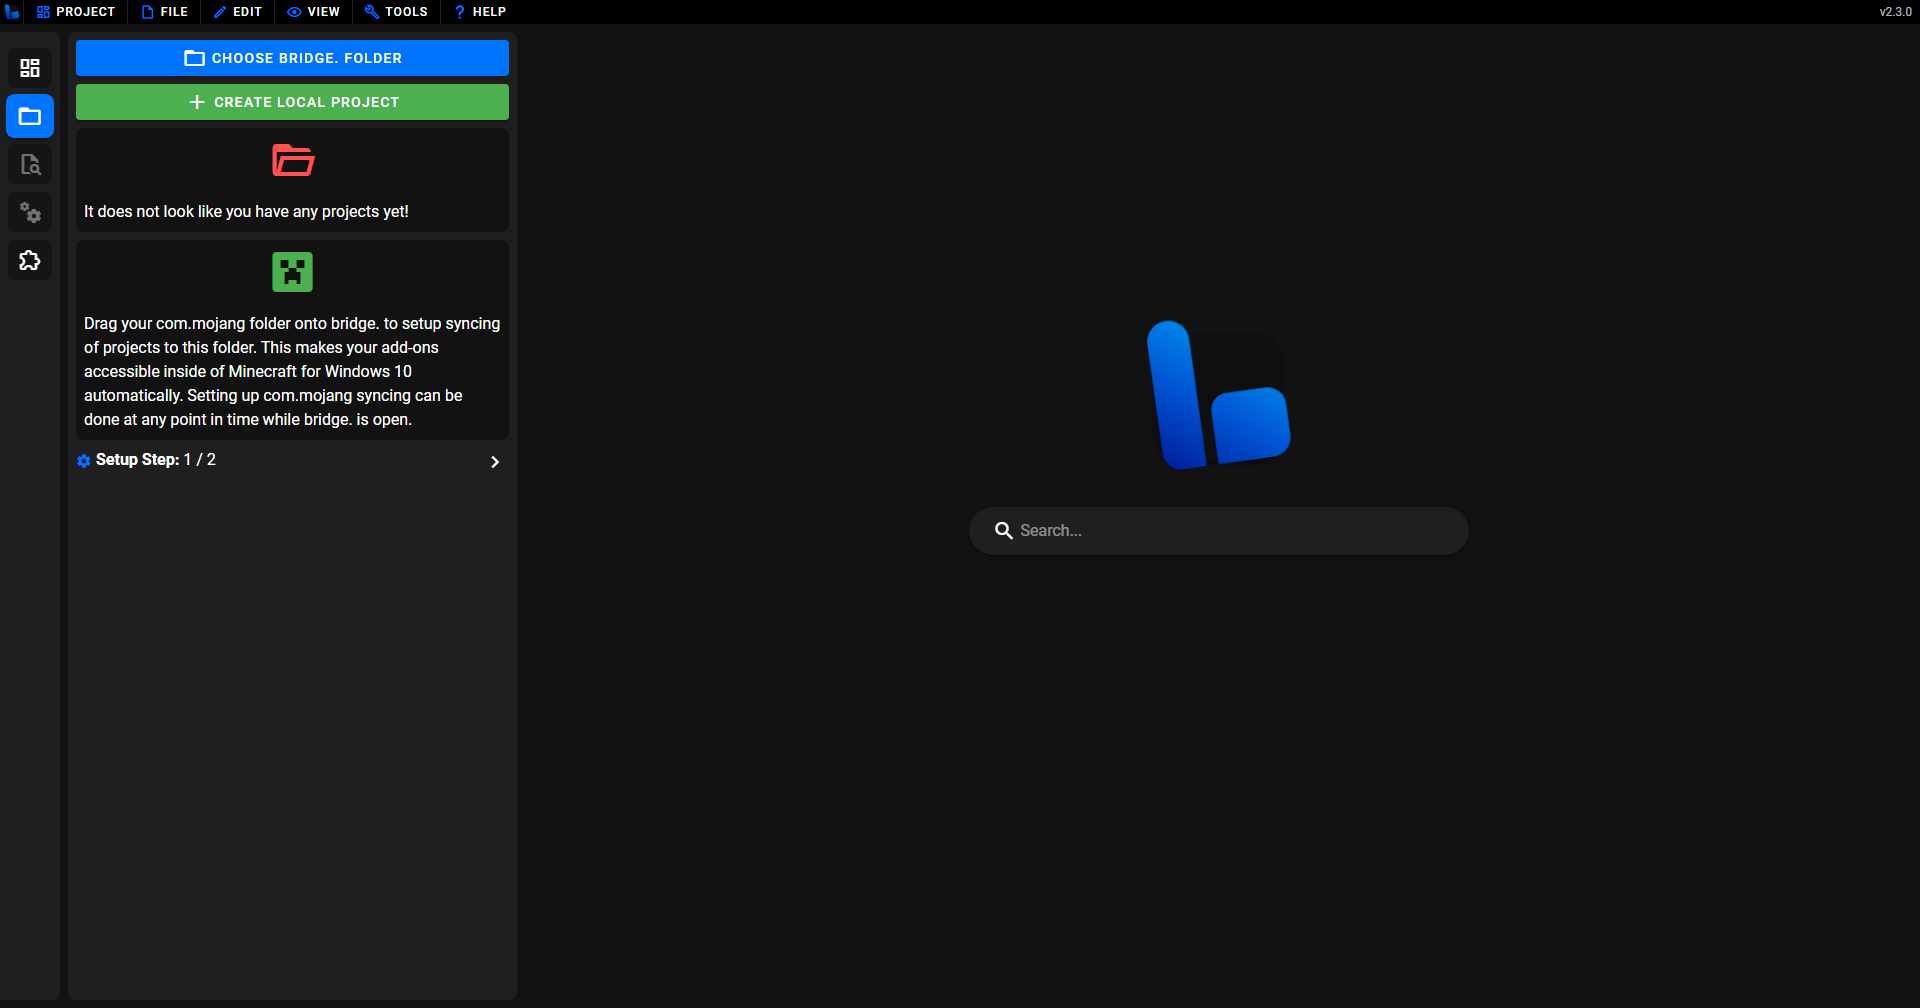 PROJECT
FILE
EDIT
VIEW
TOOLS
HELP
v2.3.0
CHOOSE BRIDGE. FOLDER
CREATE LOCAL PROJECT
It does not look like you have any projects yet!
Drag your com.mojang folder onto bridge. to setup syncing
of projects to this folder. This makes your add-ons
accessible inside of Minecraft for Windows 10
automatically. Setting up com.mojang syncing can be
done at any point in time while bridge. is open.
Setup Step: 1 / 2
Search...